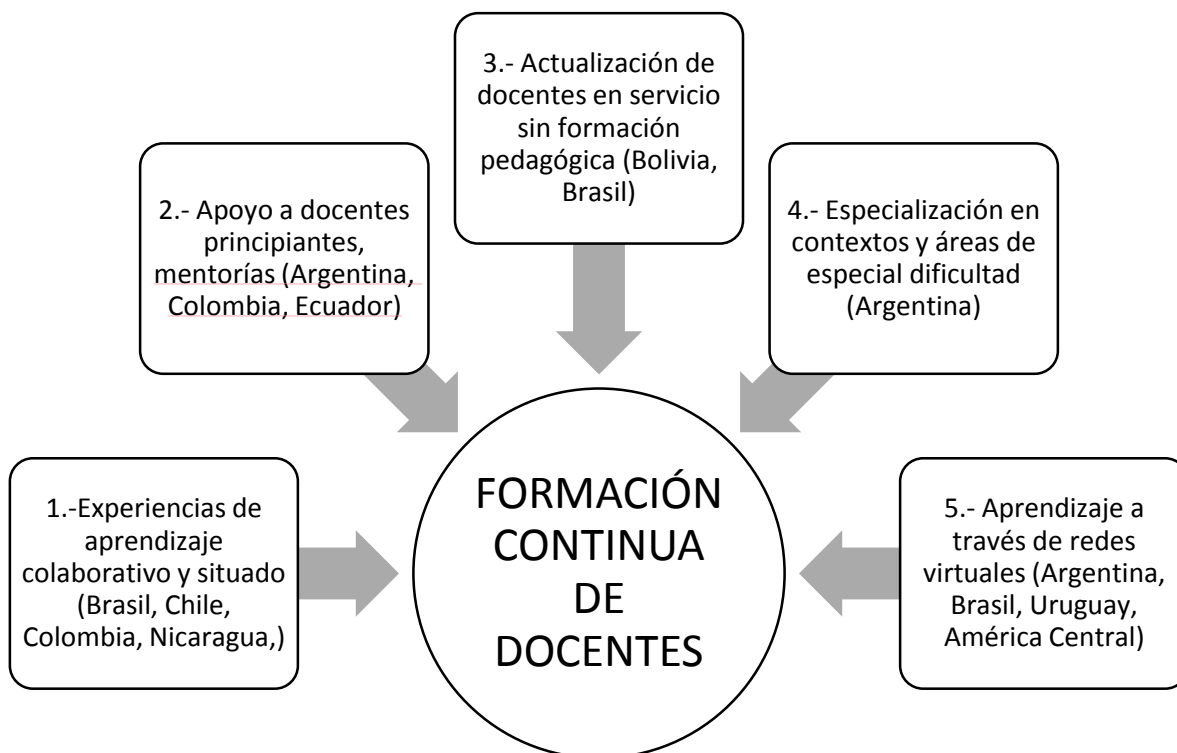 3.- Actualización de
docentes en servicio
sin formación
pedagógica (Bolivia,
Brasil)
2.- Apoyo a docentes
principiantes,
mentorías (Argentina,
Colombia, Ecuador)
4.- Especialización en
contextos y áreas de
especial dificultad
(Argentina)
1.-Experiencias de
aprendizaje
colaborativo y situado
(Brasil, Chile,
Colombia, Nicaragua,)
FORMACIÓN
CONTINUA
DE
DOCENTES
5.- Aprendizaje a
través de redes
virtuales (Argentina,
Brasil, Uruguay,
América Central)